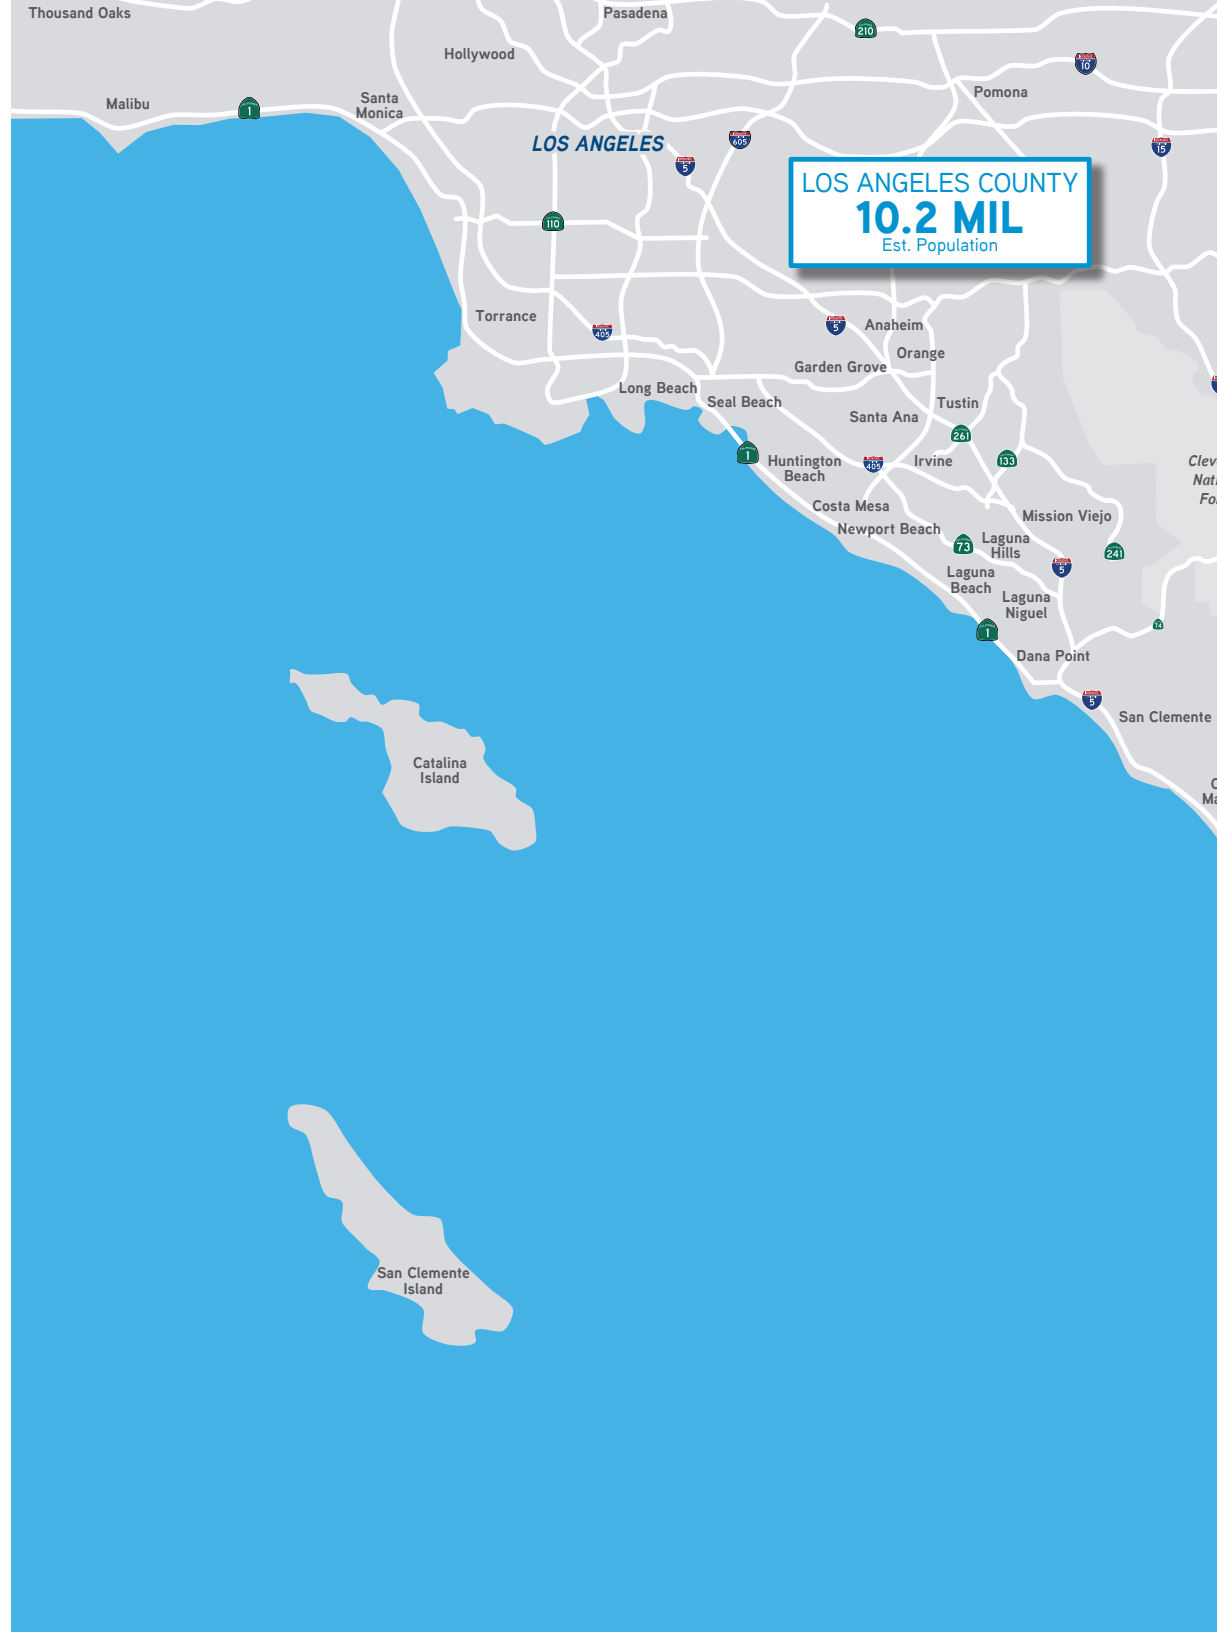 Thousand Oaks
Pasadena
210
Hollywood
10
Pomona
Malibu
1
Santa
Monica
LOS ANGELES
605
5
15
LOS ANGELES COUNTY
10.2 MIL
Est. Population
110
Torrance
405
5
Anaheim
Orange
Garden Grove
Long Beach
Seal Beach
Tustin
Santa Ana
261
1
Huntington
Beach
405
Irvine
133
Costa Mesa
Mission Viejo
Newport Beach
73
Laguna
Hills
241
5
Laguna
Beach
Laguna
Niguel
74
1
Dana Point
5
San Clemente
Catalina
Island
San Clemente
Island